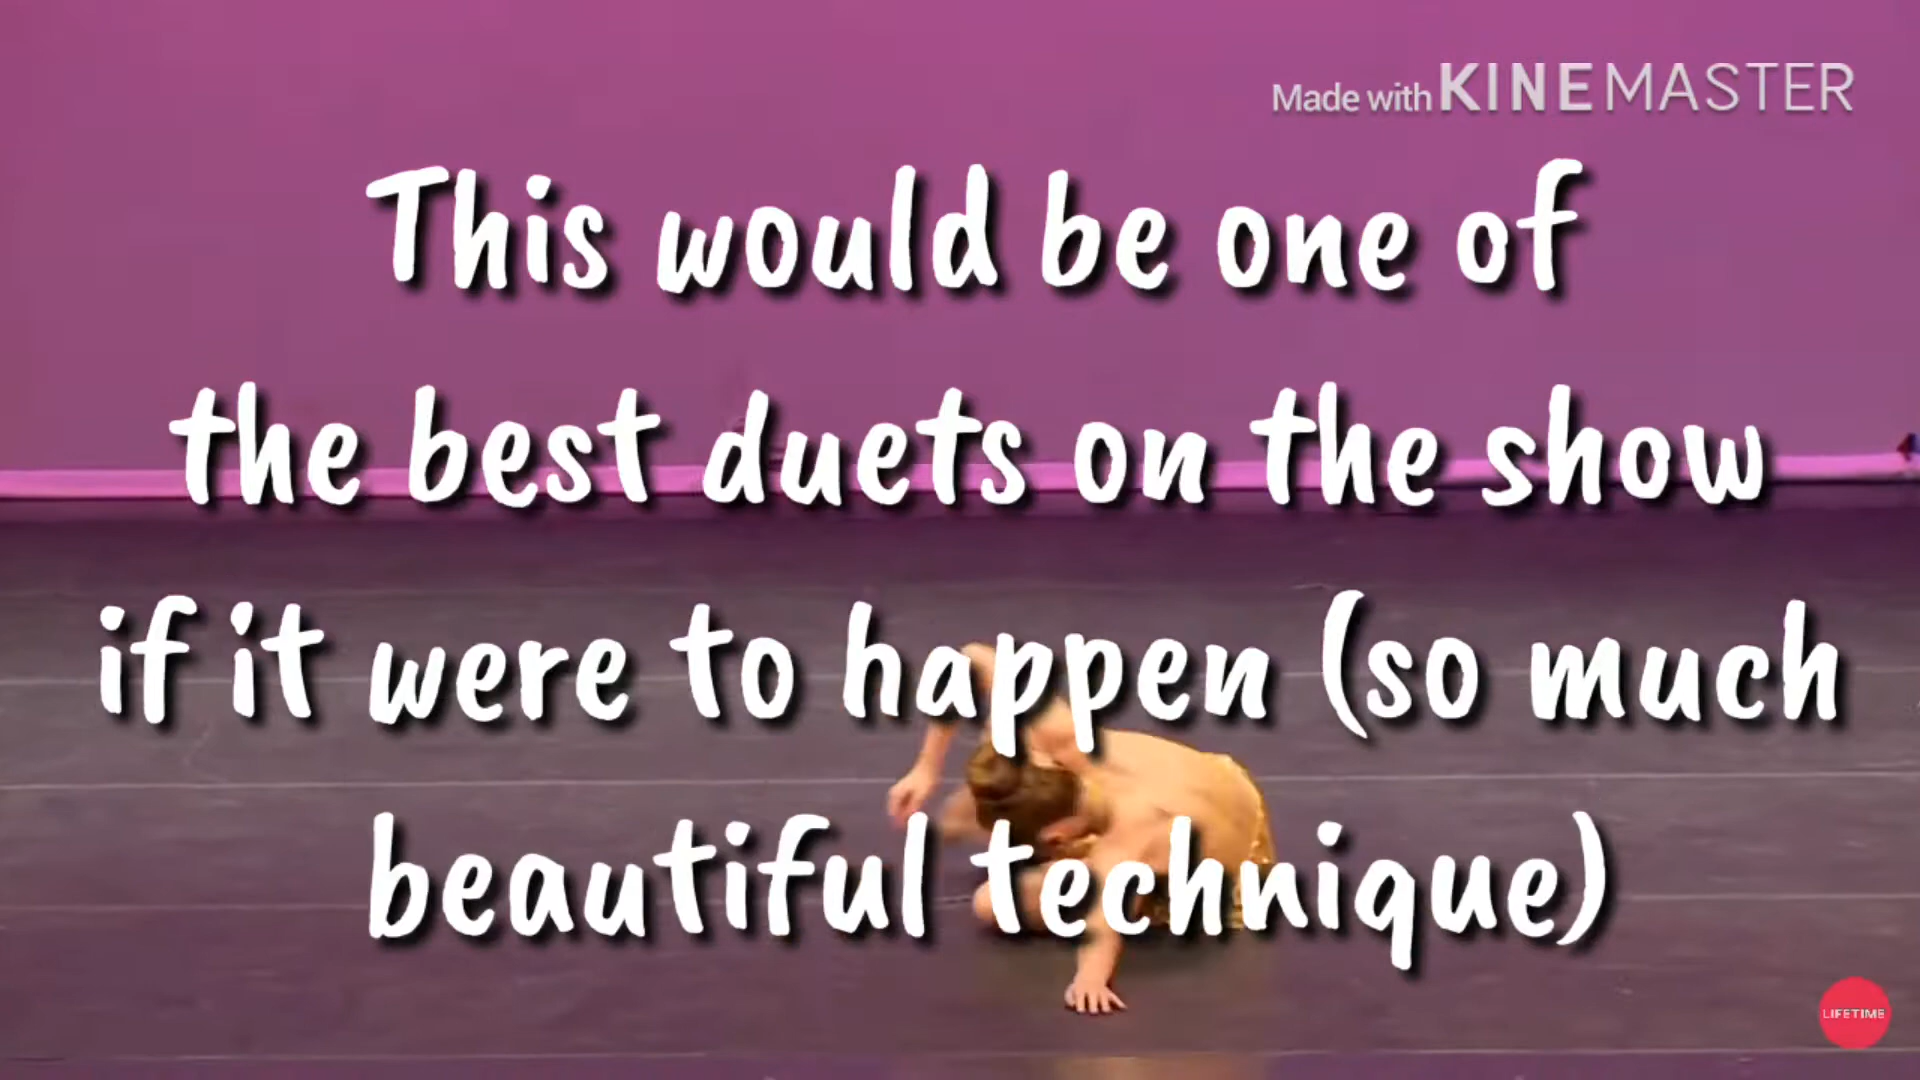 Made with KINEMASTER
This would be one of
the best duets on the show
if it were to happen (so much
beautiful technique)
LIFETIME